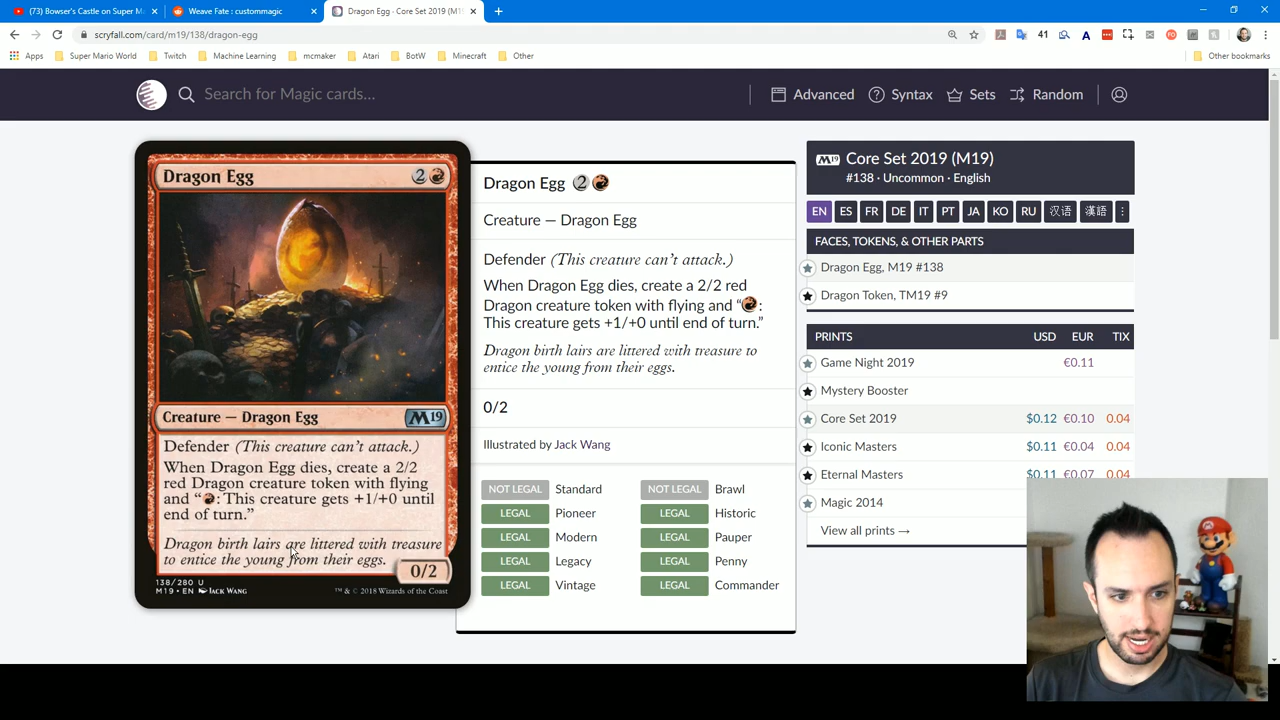 (73) Bowser's Castle on Super M
Weave Fate : custommagic
Dragon Egg · Core Set 2019 (M1
scryfall.com/card/m19/138/dragon-egg
41
Apps
Super Mario World
Twitch
Machine Learning
mcmaker
Atari
BotW
Minecraft
Other
Other bookmarks
Search for Magic cards...
Advanced
Syntax
Sets
Random
Dragon Egg 2
Creature — Dragon Egg
M19
Defender (This creature can't attack.)
When Dragon Egg dies, create a 2/2
red Dragon creature token with flying
and “ : This creature gets +1/+0 until
end of turn.”
Dragon birth lairs are littered with treasure
to entice the young from their eggs.
0/2
138/280 U
M19 • EN Jack Wang
™ & © 2018 Wizards of the Coast
Dragon Egg 2
Creature — Dragon Egg
Defender (This creature can't attack.)
When Dragon Egg dies, create a 2/2 red
Dragon creature token with flying and “ :
This creature gets +1/+0 until end of turn.”
Dragon birth lairs are littered with treasure to
entice the young from their eggs.
0/2
Illustrated by Jack Wang
NOT LEGAL Standard NOT LEGAL Brawl
LEGAL Pioneer LEGAL Historic
LEGAL Modern LEGAL Pauper
LEGAL Legacy LEGAL Penny
LEGAL Vintage LEGAL Commander
M19 Core Set 2019 (M19)
#138 · Uncommon · English
EN ES FR DE IT PT JA KO RU 汉语 漢語
FACES, TOKENS, & OTHER PARTS
Dragon Egg, M19 #138
Dragon Token, TM19 #9
PRINTS USD EUR TIX
Game Night 2019 €0.11
Mystery Booster
Core Set 2019 $0.12 €0.10 0.04
Iconic Masters $0.11 €0.04 0.04
Eternal Masters $0.11 €0.07 0.04
Magic 2014
View all prints →